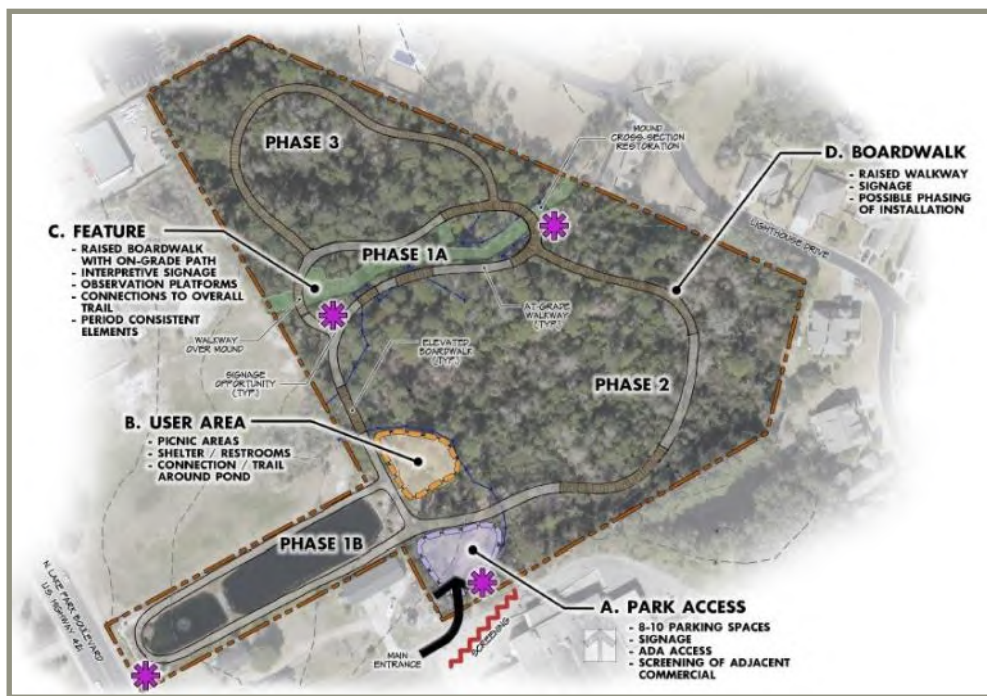 PHASE 3
MOUND
CROSS-SECTION
RESTORATION
D. BOARDWALK
- RAISED WALKWAY
- SIGNAGE
- POSSIBLE PHASING
OF INSTALLATION
LIGHTHOUSE DRIVE
C. FEATURE
- RAISED BOARDWALK
WITH ON-GRADE PATH
- INTERPRETIVE SIGNAGE
- OBSERVATION PLATFORMS
- CONNECTIONS TO OVERALL
TRAIL
- PERIOD CONSISTENT
ELEMENTS
PHASE 1A
AT-GRADE
WALKWAY
(TYP.)
WALKWAY
OVER MOUND
ELEVATED
BOARDWALK
(TYP.)
SIGNAGE
OPPORTUNITY
(TYP.)
PHASE 2
B. USER AREA
- PICNIC AREAS
- SHELTER / RESTROOMS
- CONNECTION / TRAIL
AROUND POND
PHASE 1B
N. LAKE PARK BOULEVARD
U.S. HIGHWAY 421
MAIN
ENTRANCE
SCREENING
A. PARK ACCESS
- 8-10 PARKING SPACES
- SIGNAGE
- ADA ACCESS
- SCREENING OF ADJACENT
COMMERCIAL